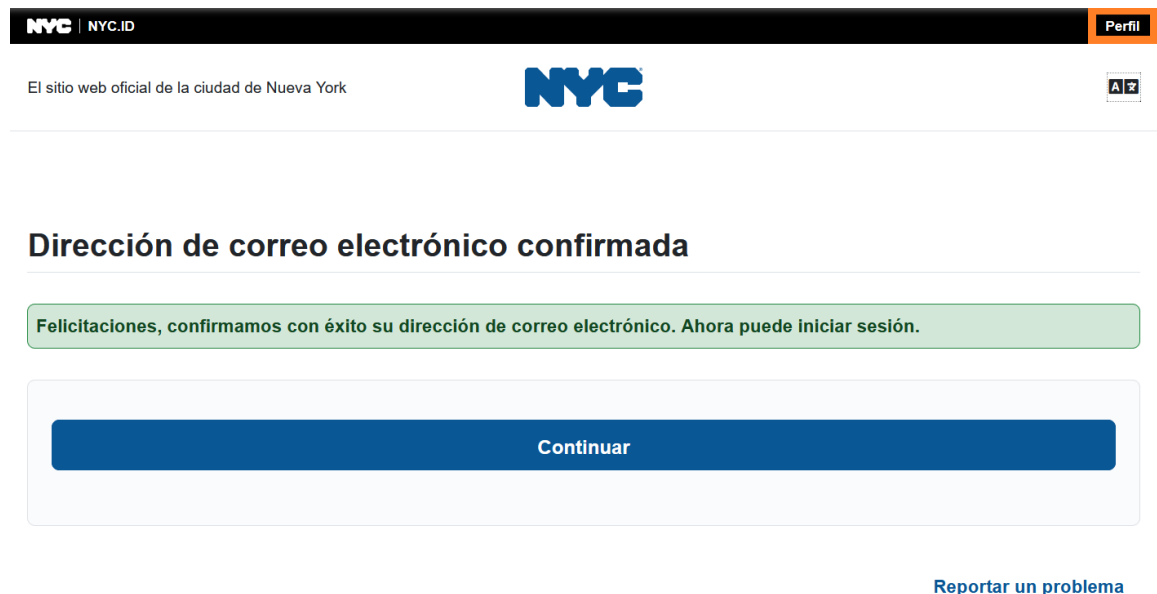 NYC | NYC.ID
Perfil
El sitio web oficial de la ciudad de Nueva York
NYC
A 文
Dirección de correo electrónico confirmada
Felicitaciones, confirmamos con éxito su dirección de correo electrónico. Ahora puede iniciar sesión.
Continuar
Reportar un problema